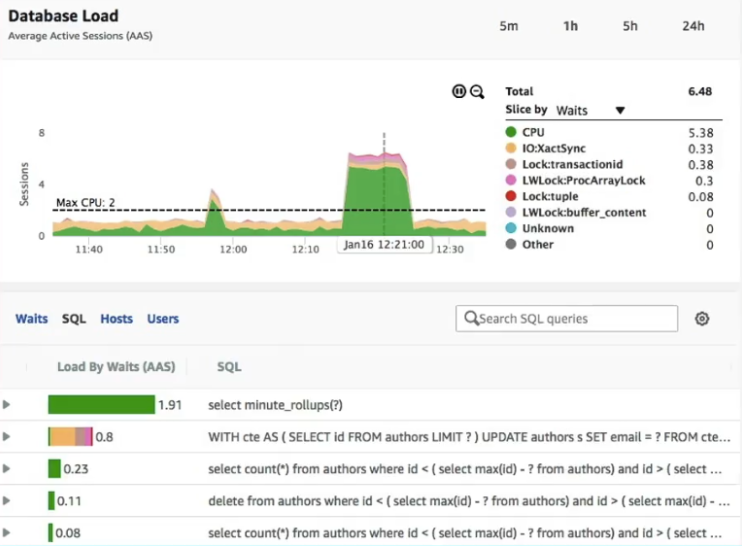 Database Load
Average Active Sessions (AAS)
5m 1h 5h 24h
Total 6.48
Slice by Waits
CPU 5.38
IO:XactSync 0.33
Lock:transactionid 0.38
LWLock:ProcArrayLock 0.3
Lock:tuple 0.08
LWLock:buffer_content 0
Unknown 0
Other 0
Sessions
8
4
0
Max CPU: 2
11:40 11:50 12:00 12:10 Jan16 12:21:00 12:30
Waits SQL Hosts Users
Search SQL queries
Load By Waits (AAS) SQL
1.91 select minute_rollups(?)
0.8 WITH cte AS ( SELECT id FROM authors LIMIT ? ) UPDATE authors s SET email = ? FROM cte...
0.23 select count(*) from authors where id < ( select max(id) - ? from authors) and id > ( select ...
0.11 delete from authors where id < ( select max(id) - ? from authors) and id > ( select max(id) - ...
0.08 select count(*) from authors where id < ( select max(id) - ? from authors) and id > ( select ...